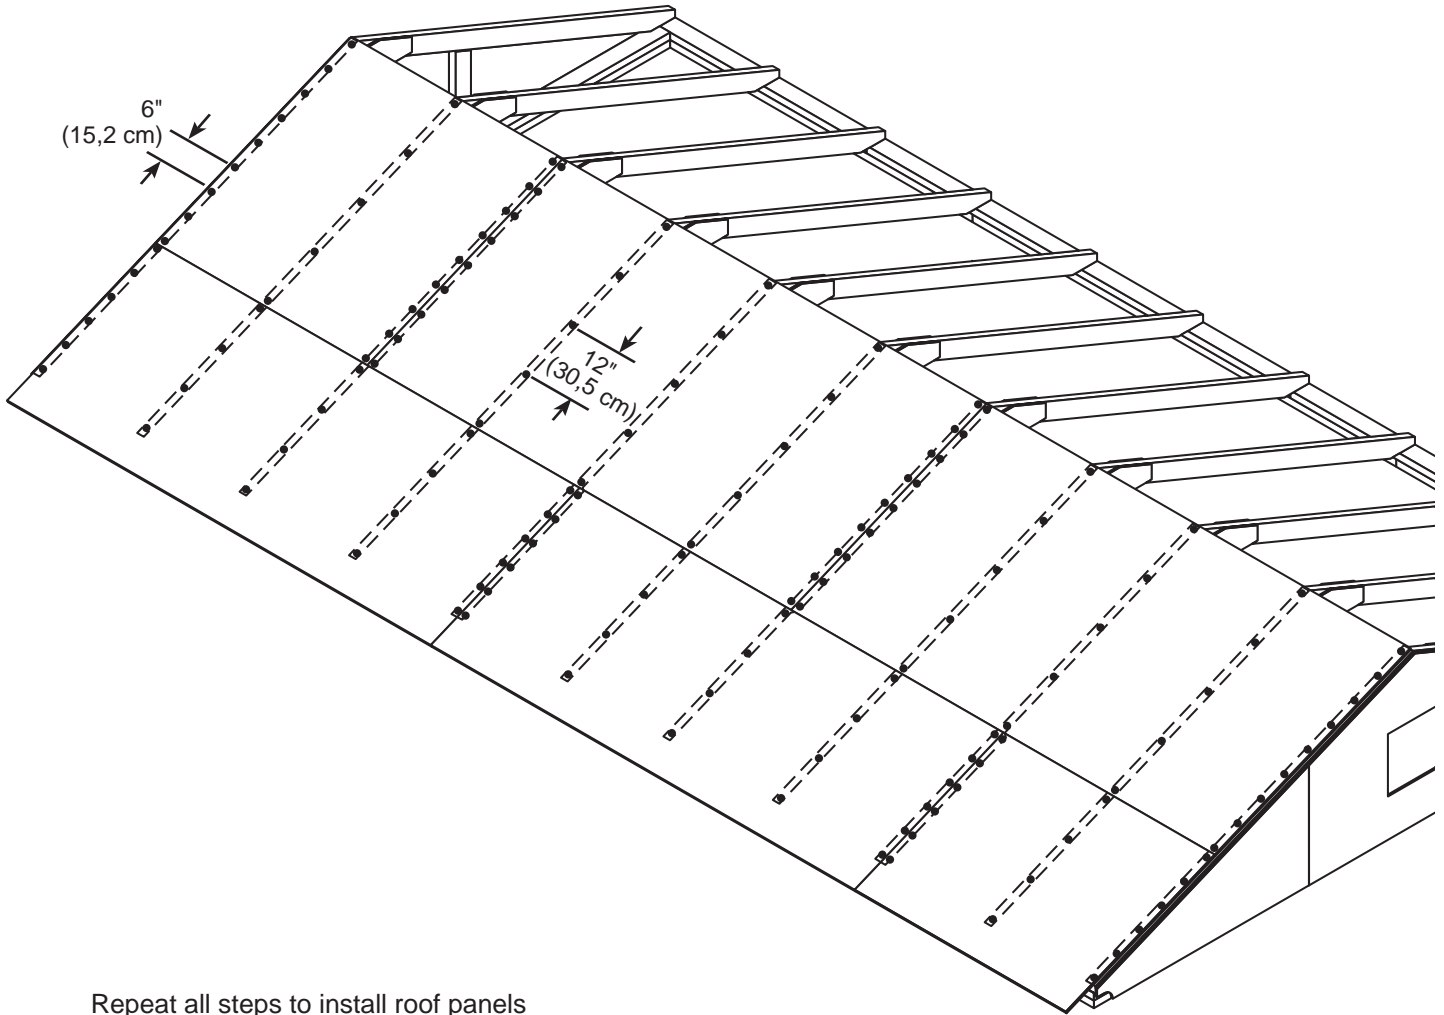 6"
(15,2 cm)
12"
(30,5 cm)
Repeat all steps to install roof panels